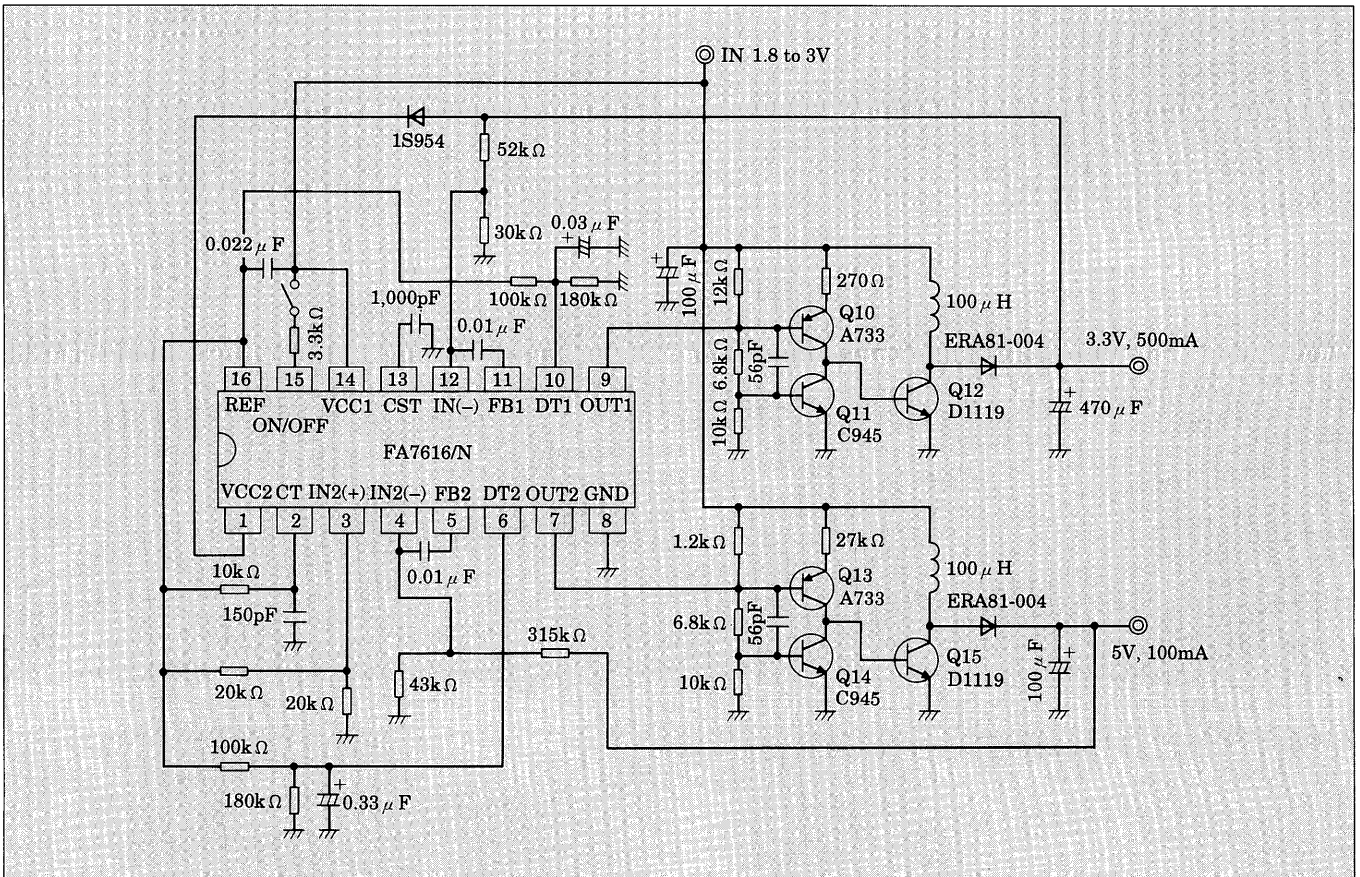 IN 1.8 to 3V
1S954
52kΩ
30kΩ
0.03μF
+
0.022μF
3.3kΩ
1,000pF
0.01μF
100kΩ
180kΩ
+
100μF
12kΩ
270Ω
100μH
Q10
A733
6.8kΩ
56pF
ERA81-004
3.3V, 500mA
Q11
C945
10kΩ
Q12
D1119
+
470μF
16 15 14 13 12 11 10 9
REF VCC1 CST IN(–) FB1 DT1 OUT1
ON/OFF
FA7616/N
VCC2 CT IN2(+) IN2(–) FB2 DT2 OUT2 GND
1 2 3 4 5 6 7 8
10kΩ
150pF
0.01μF
20kΩ
20kΩ
43kΩ
315kΩ
100kΩ
180kΩ
+
0.33μF
1.2kΩ
27kΩ
100μH
Q13
A733
6.8kΩ
56pF
ERA81-004
Q14
C945
10kΩ
Q15
D1119
100μF
+
5V, 100mA